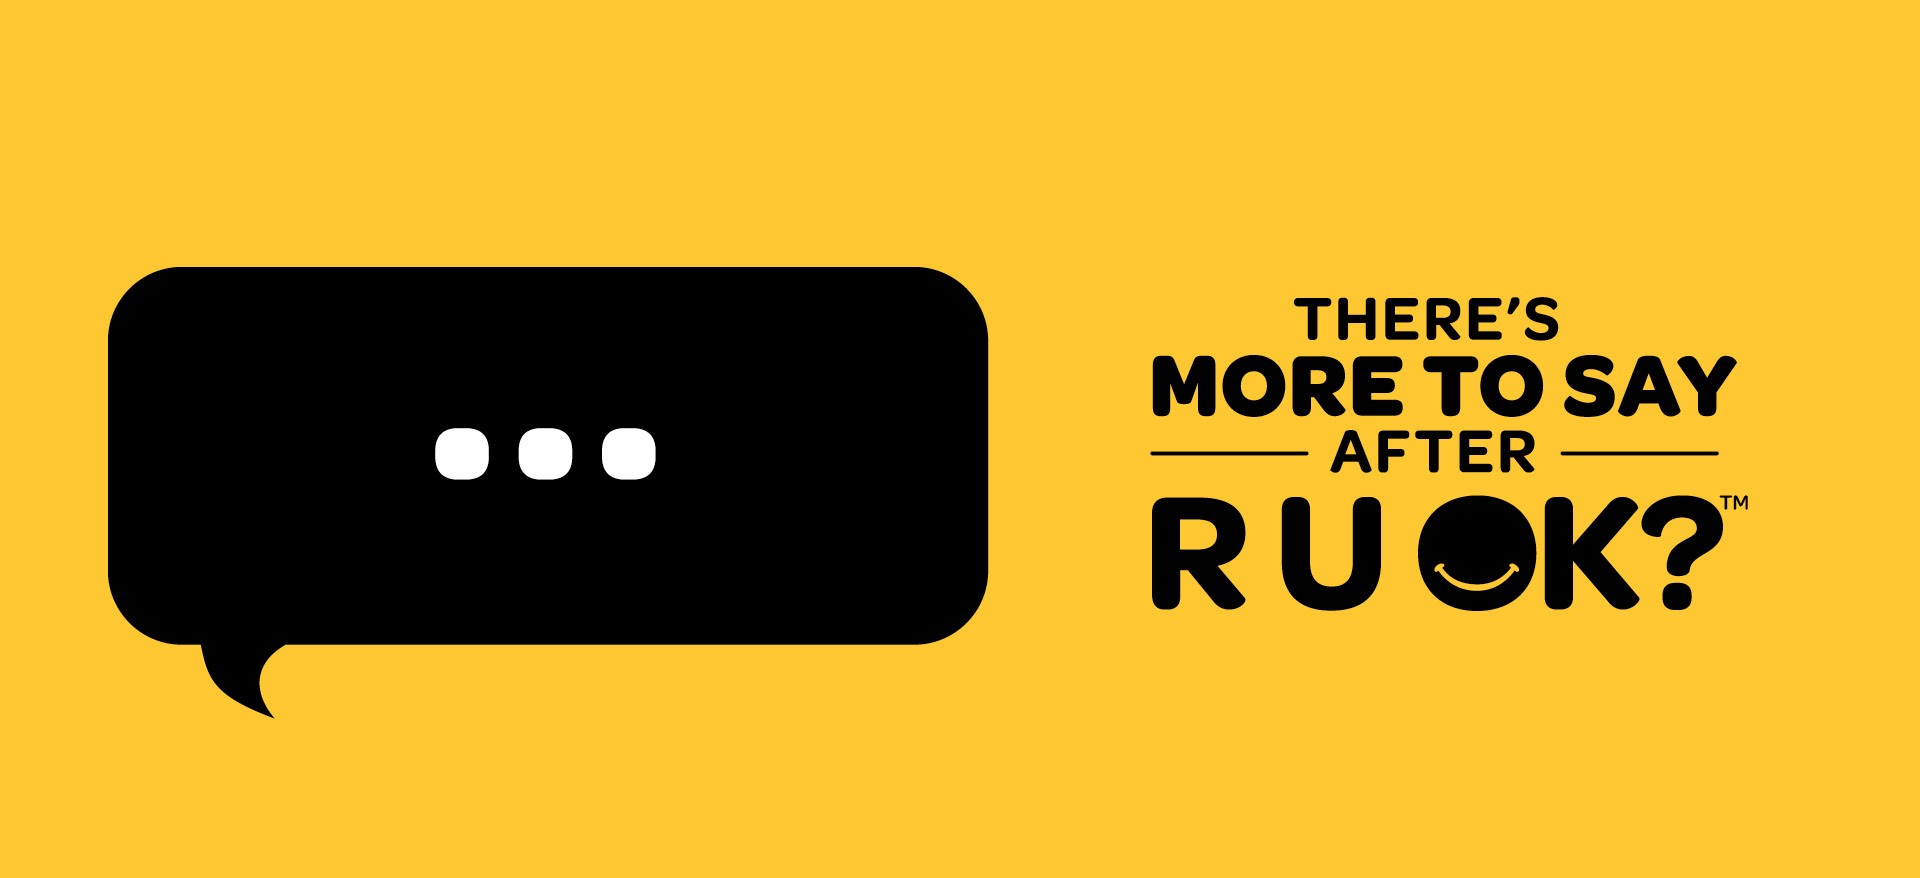 THERE'S
MORE TO SAY
AFTER
R U OK?™